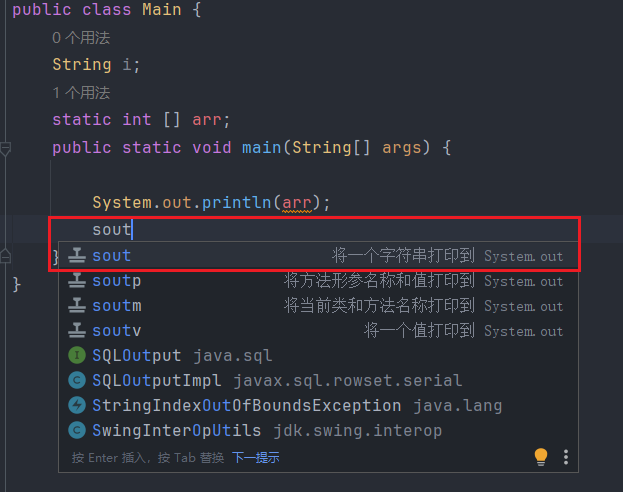 public class Main {
0 个用法
String i;
1 个用法
static int [] arr;
public static void main(String[] args) {
System.out.println(arr);
sout
}
sout 将一个字符串打印到 System.out
soutp 将方法形参名称和值打印到 System.out
soutm 将当前类和方法名称打印到 System.out
soutv 将一个值打印到 System.out
}
I SQLOutput java.sql
C SQLOutputImpl javax.sql.rowset.serial
StringIndexOutOfBoundsException java.lang
C SwingInterOpUtils jdk.swing.interop
按 Enter 插入，按 Tab 替换 下一提示